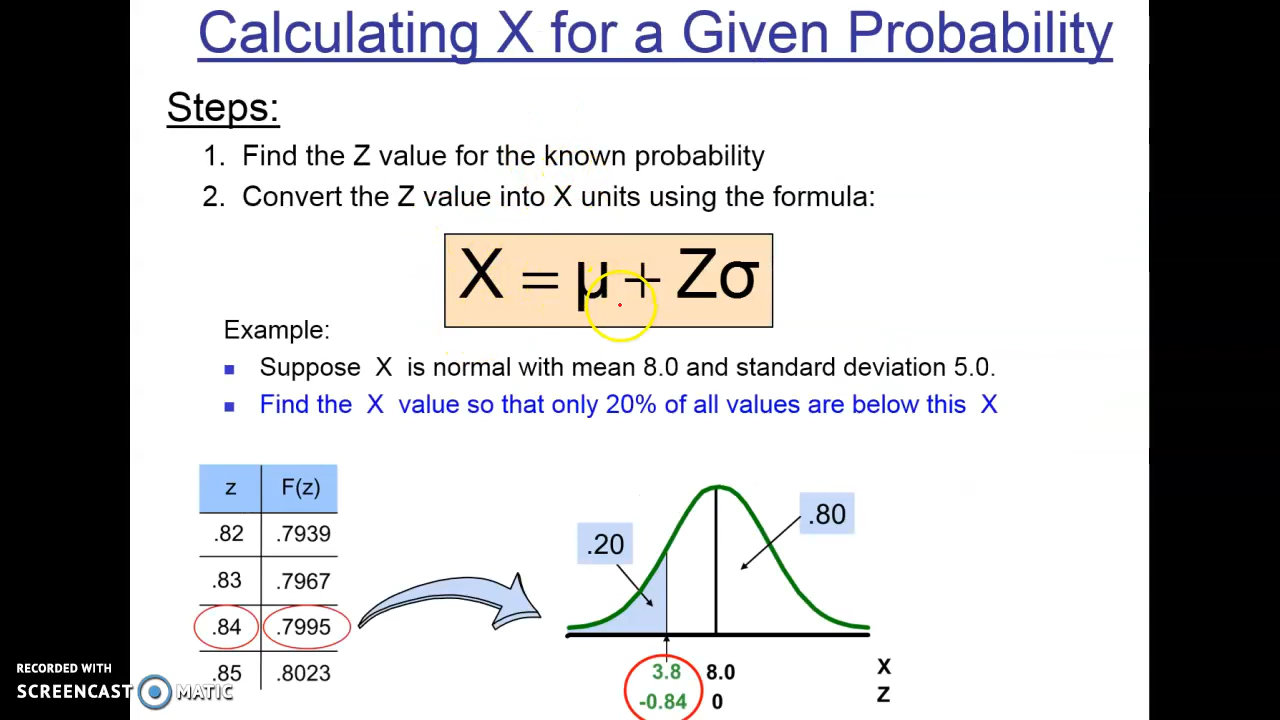 Calculating X for a Given Probability
Steps:
1. Find the Z value for the known probability
2. Convert the Z value into X units using the formula:
X = μ + Zσ
Example:
Suppose X is normal with mean 8.0 and standard deviation 5.0.
Find the X value so that only 20% of all values are below this X
z F(z)
.82 .7939
.83 .7967
.84 .7995
.85 .8023
.20
.80
3.8 8.0 X
-0.84 0 Z
RECORDED WITH
SCREENCAST MATIC